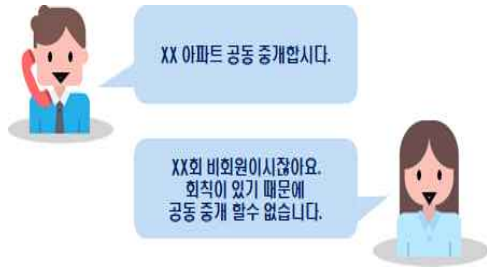 XX 아파트 공동 중개합시다.
XX회 비회원이시잖아요.
회칙이 있기 때문에
공동 중개 할수 없습니다.